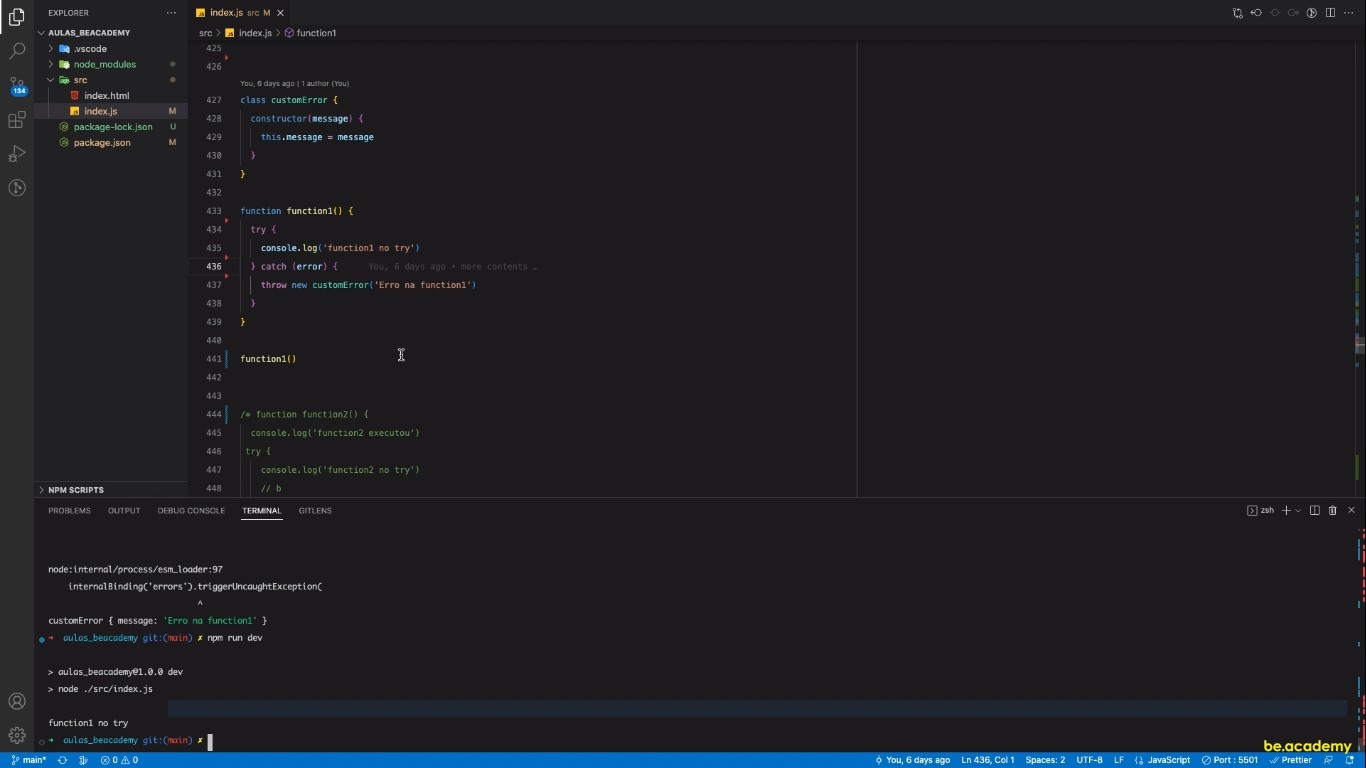 EXPLORER
AULAS_BEACADEMY
.vscode
node_modules
src
index.html
index.js M
package-lock.json U
package.json M
NPM SCRIPTS
134
index.js src M
src > index.js > function1
425
426
You, 6 days ago | 1 author (You)
427 class customError {
428 constructor(message) {
429 this.message = message
430 }
431 }
432
433 function function1() {
434 try {
435 console.log('function1 no try')
436 } catch (error) { You, 6 days ago • more contents …
437 throw new customError('Erro na function1')
438 }
439 }
440
441 function1()
442
443
444 /* function function2() {
445 console.log('function2 executou')
446 try {
447 console.log('function2 no try')
448 // b
PROBLEMS OUTPUT DEBUG CONSOLE TERMINAL GITLENS zsh
node:internal/process/esm_loader:97
internalBinding('errors').triggerUncaughtException(
^
customError { message: 'Erro na function1' }
➜ aulas_beacademy git:(main) ✗ npm run dev
> aulas_beacademy@1.0.0 dev
> node ./src/index.js
function1 no try
➜ aulas_beacademy git:(main) ✗
be.academy
main* 0 0 You, 6 days ago Ln 436, Col 1 Spaces: 2 UTF-8 LF {} JavaScript Port : 5501 Prettier